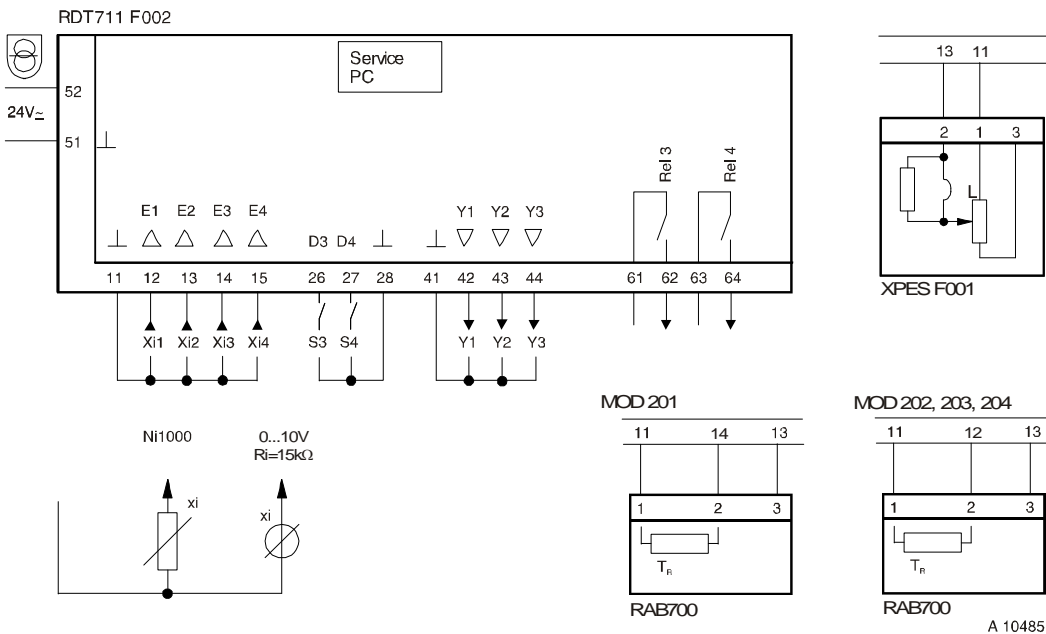 RDT711 F002
Service
PC
52
24V~
51
Rel 3
Rel 4
E1 E2 E3 E4
D3 D4
Y1 Y2 Y3
11 12 13 14 15 26 27 28 41 42 43 44 61 62 63 64
Xi1 Xi2 Xi3 Xi4 S3 S4 Y1 Y2 Y3
13 11
2 1 3
L
XPES F001
Ni1000
0...10V
Ri=15kΩ
xi
xi
MOD 201
11 14 13
1 2 3
TR
RAB700
MOD 202, 203, 204
11 12 13
1 2 3
TR
RAB700
A 10485